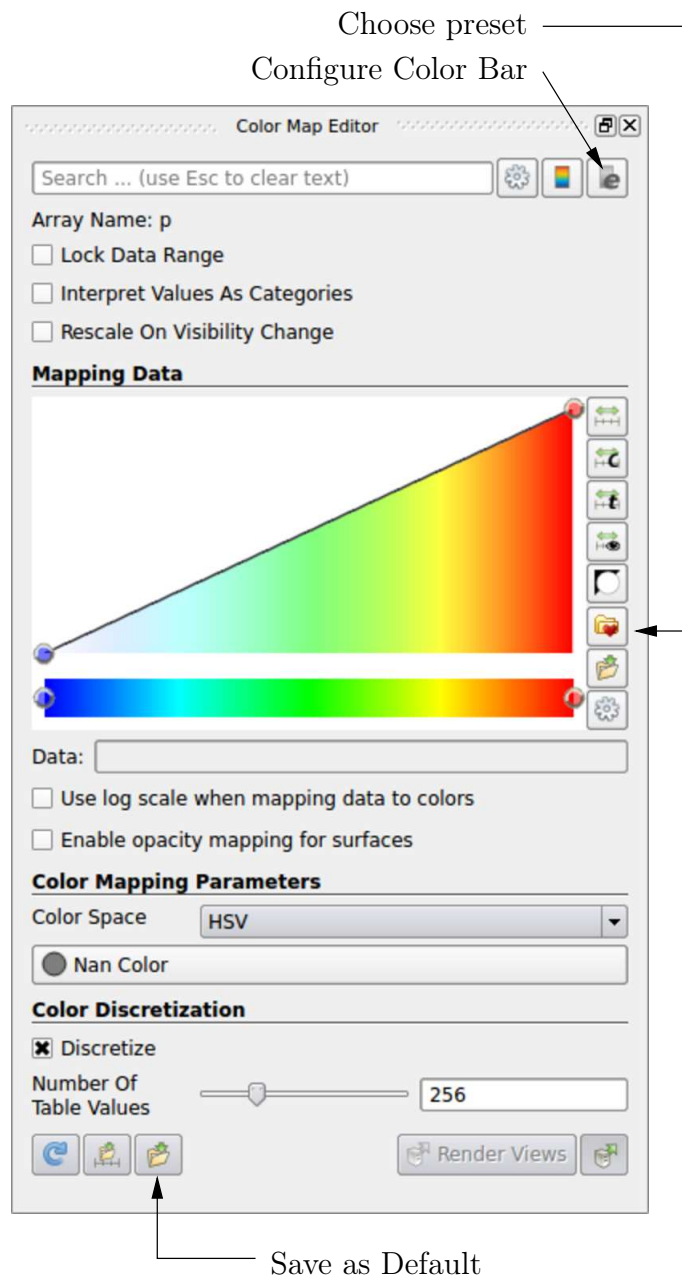 Choose preset
Configure Color Bar
Color Map Editor
Search ... (use Esc to clear text)
e
Array Name: p
Lock Data Range
Interpret Values As Categories
Rescale On Visibility Change
Mapping Data
c
t
Data:
Use log scale when mapping data to colors
Enable opacity mapping for surfaces
Color Mapping Parameters
Color Space HSV
Nan Color
Color Discretization
Discretize
Number Of
Table Values
256
Render Views
Save as Default